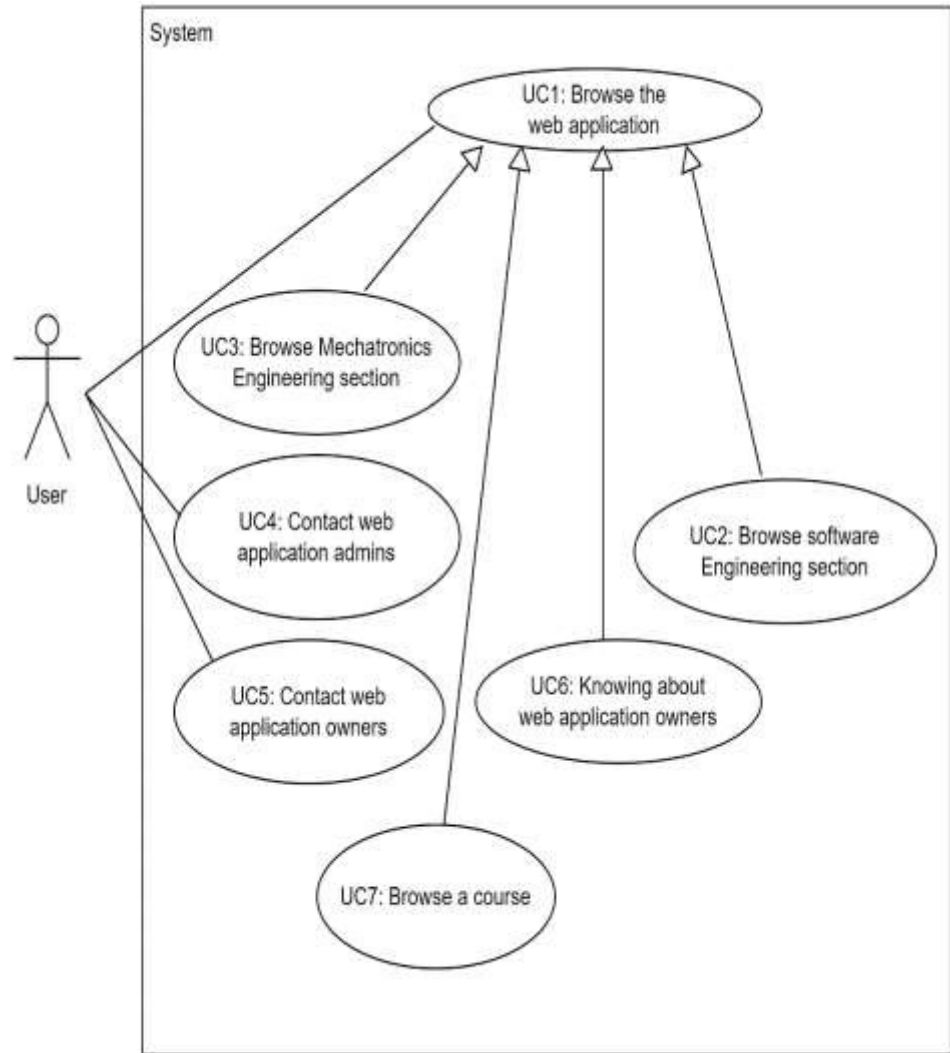 System
UC1: Browse the
web application
UC3: Browse Mechatronics
Engineering section
User
UC4: Contact web
application admins
UC2: Browse software
Engineering section
UC5: Contact web
application owners
UC6: Knowing about
web application owners
UC7: Browse a course